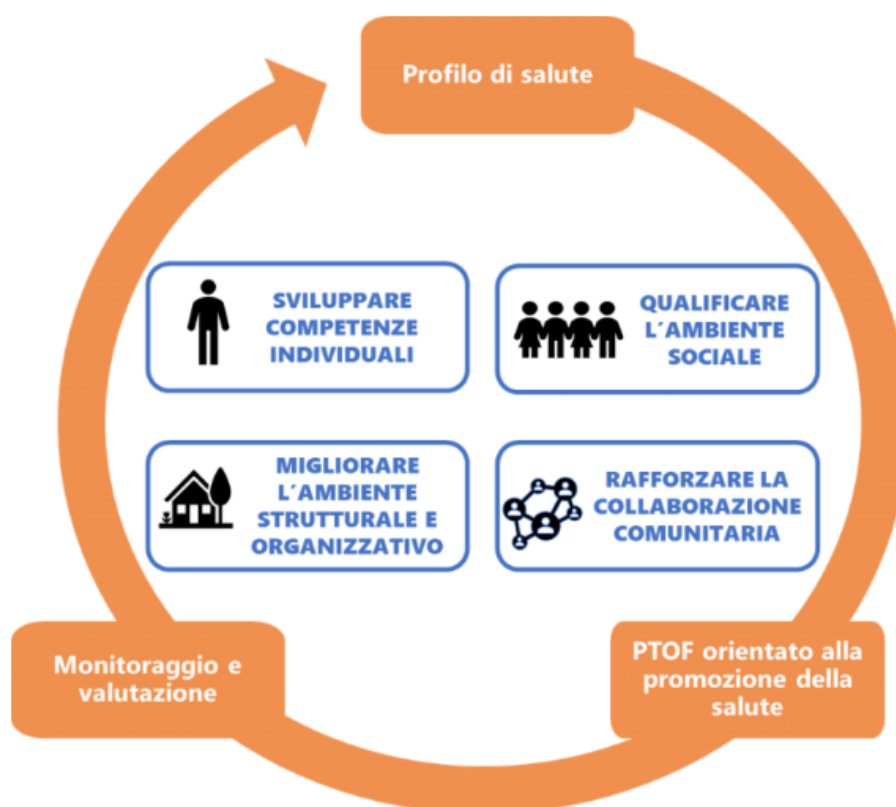 Profilo di salute
SVILUPPARE
COMPETENZE
INDIVIDUALI
QUALIFICARE
L´AMBIENTE
SOCIALE
MIGLIORARE
L´AMBIENTE
STRUTTURALE E
ORGANIZZATIVO
RAFFORZARE LA
COLLABORAZIONE
COMUNITARIA
Monitoraggio e
valutazione
PTOF orientato alla
promozione della
salute